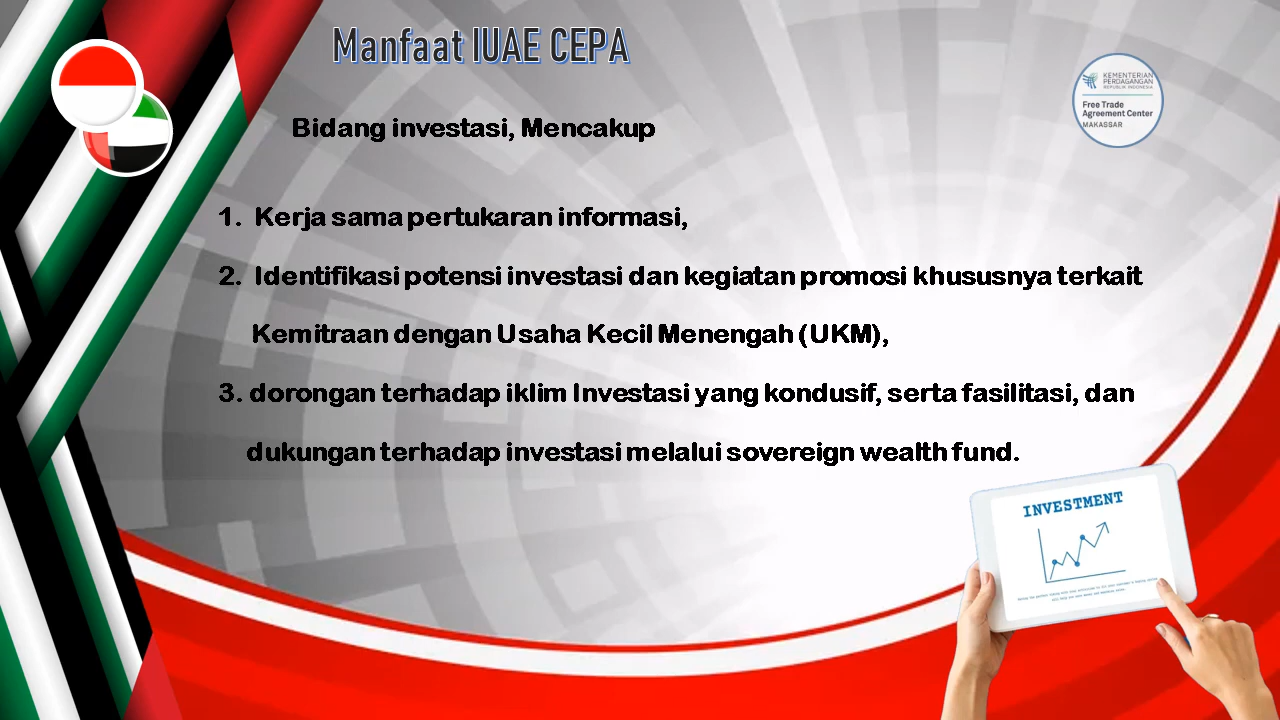 Manfaat IUAE CEPA
KEMENTERIAN
PERDAGANGAN
REPUBLIK INDONESIA
Free Trade
Agreement Center
MAKASSAR
Bidang investasi, Mencakup
1. Kerja sama pertukaran informasi,
2. Identifikasi potensi investasi dan kegiatan promosi khususnya terkait
Kemitraan dengan Usaha Kecil Menengah (UKM),
3. dorongan terhadap iklim Investasi yang kondusif, serta fasilitasi, dan
dukungan terhadap investasi melalui sovereign wealth fund.
INVESTMENT